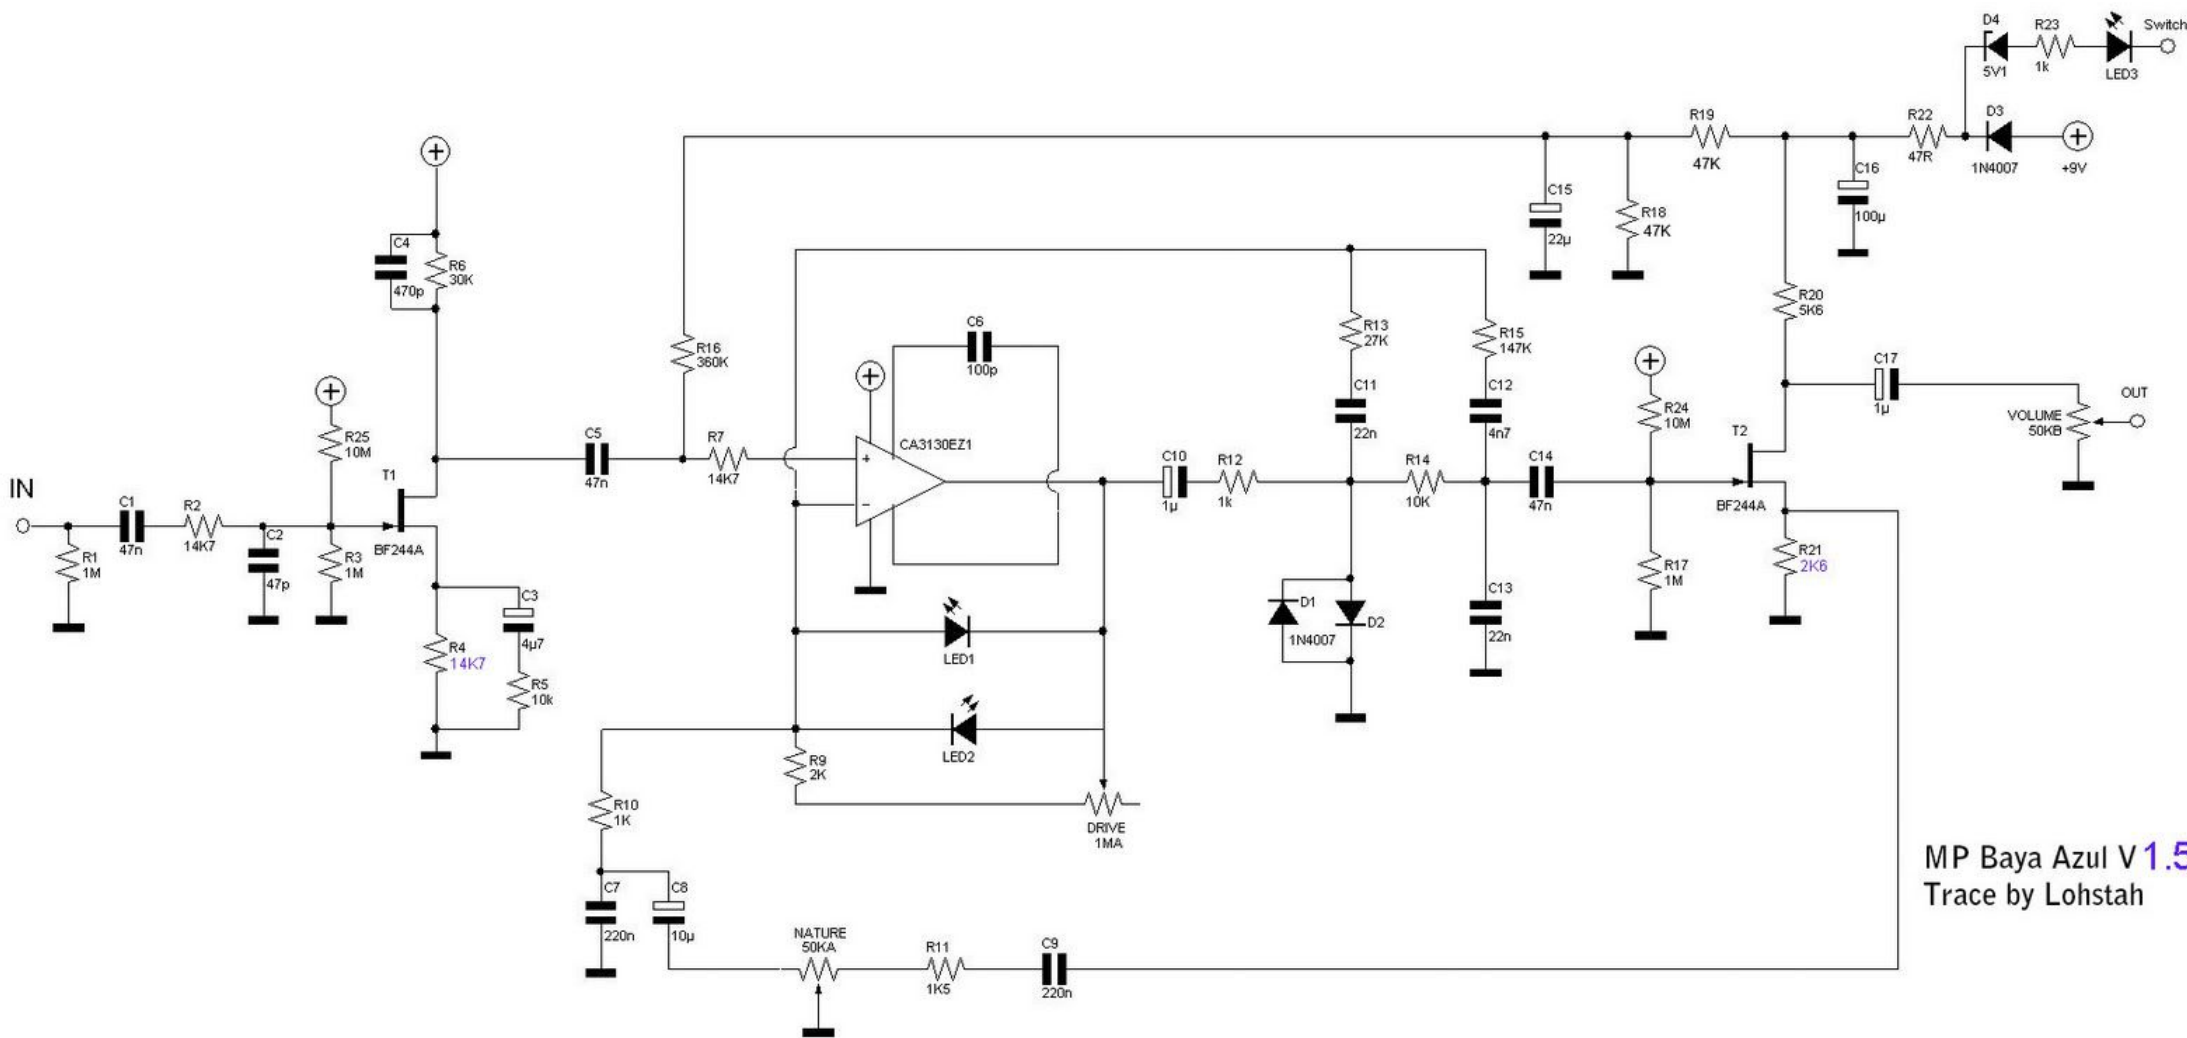 D4
5V1
R23
1k
LED3
Switch
R19
47K
R22
47R
D3
1N4007
+9V
C16
100µ
C15
22µ
R18
47K
C4
470p
R6
30K
R20
5K6
R16
360K
C6
100p
R13
27K
R15
147K
C11
22n
C12
4n7
R24
10M
C17
1µ
VOLUME
50KB
OUT
R25
10M
C5
47n
R7
14K7
CA3130EZ1
+
-
C10
1µ
R12
1k
R14
10K
C14
47n
T2
BF244A
IN
R1
1M
C1
47n
R2
14K7
C2
47p
R3
1M
T1
BF244A
R4
14K7
C3
4µ7
R5
10k
LED1
LED2
D1
1N4007
D2
C13
22n
R17
1M
R21
2K6
R9
2K
R10
1K
DRIVE
1MA
C7
220n
C8
10µ
NATURE
50KA
R11
1K5
C9
220n
MP Baya Azul V 1.5
Trace by Lohstah